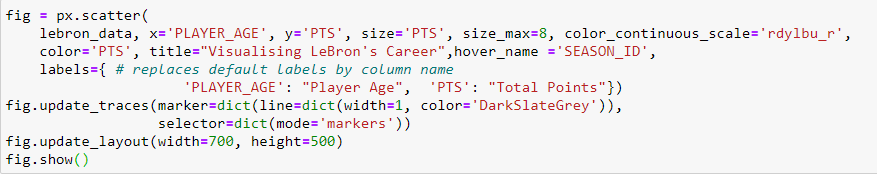 fig = px.scatter(
    lebron_data, x='PLAYER_AGE', y='PTS', size='PTS', size_max=8, color_continuous_scale='rdylbu_r',
    color='PTS', title="Visualising LeBron's Career",hover_name ='SEASON_ID',
    labels={ # replaces default labels by column name
                     'PLAYER_AGE': "Player Age",  'PTS': "Total Points"})
fig.update_traces(marker=dict(line=dict(width=1, color='DarkSlateGrey')),
                  selector=dict(mode='markers'))
fig.update_layout(width=700, height=500)
fig.show()